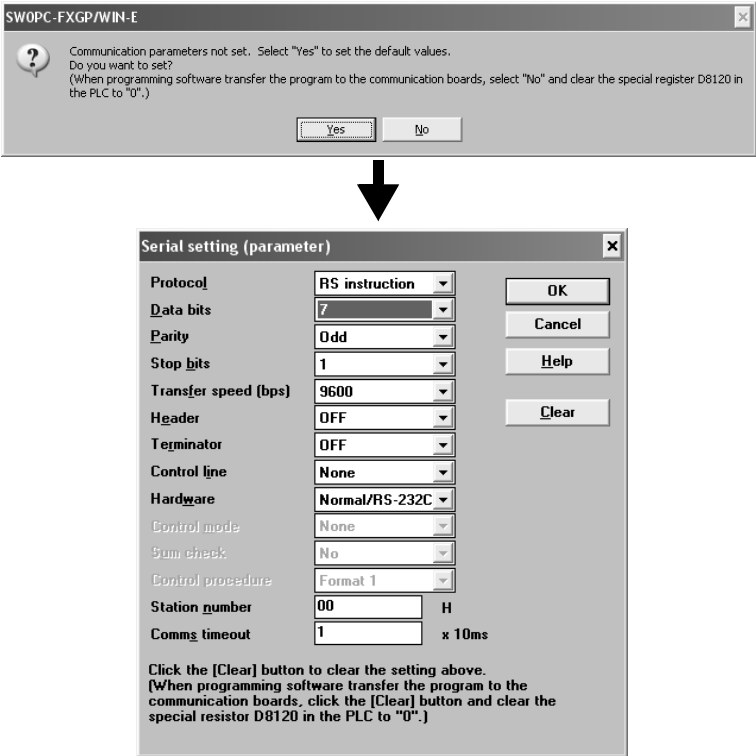 SW0PC-FXGP/WIN-E
Communication parameters not set. Select "Yes" to set the default values.
Do you want to set?
(When programming software transfer the program to the communication boards, select "No" and clear the special register D8120 in
the PLC to "0".)
Yes No
Serial setting (parameter)
Protocol RS instruction OK
Data bits 7
Cancel
Parity Odd
Stop bits 1 Help
Transfer speed (bps) 9600
Header OFF Clear
Terminator OFF
Control line None
Hardware Normal/RS-232C
Control mode None
Sum check No
Control procedure Format 1
Station number 00 H
Comms timeout 1 x 10ms
Click the [Clear] button to clear the setting above.
(When programming software transfer the program to the
communication boards, click the [Clear] button and clear the
special resistor D8120 in the PLC to "0".)